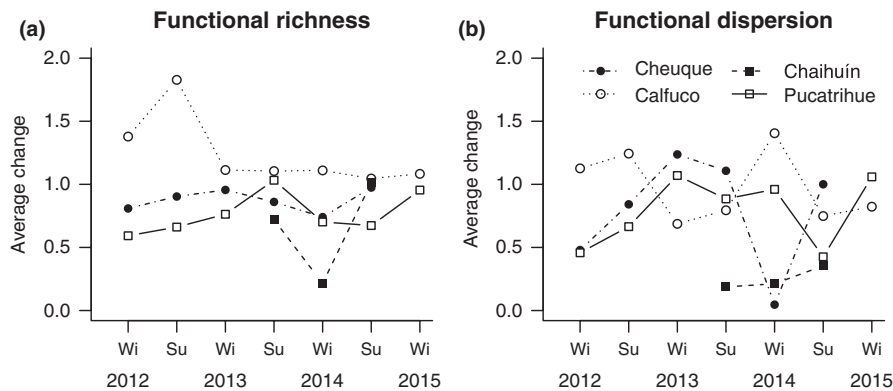 (a) Functional richness
Average change
2.0
1.5
1.0
0.5
0.0
Wi Su Wi Su Wi Su Wi
2012 2013 2014 2015
(b) Functional dispersion
Average change
2.0
1.5
1.0
0.5
0.0
Cheuque Chaihuín
Calfuco Pucatrihue
Wi Su Wi Su Wi Su Wi
2012 2013 2014 2015